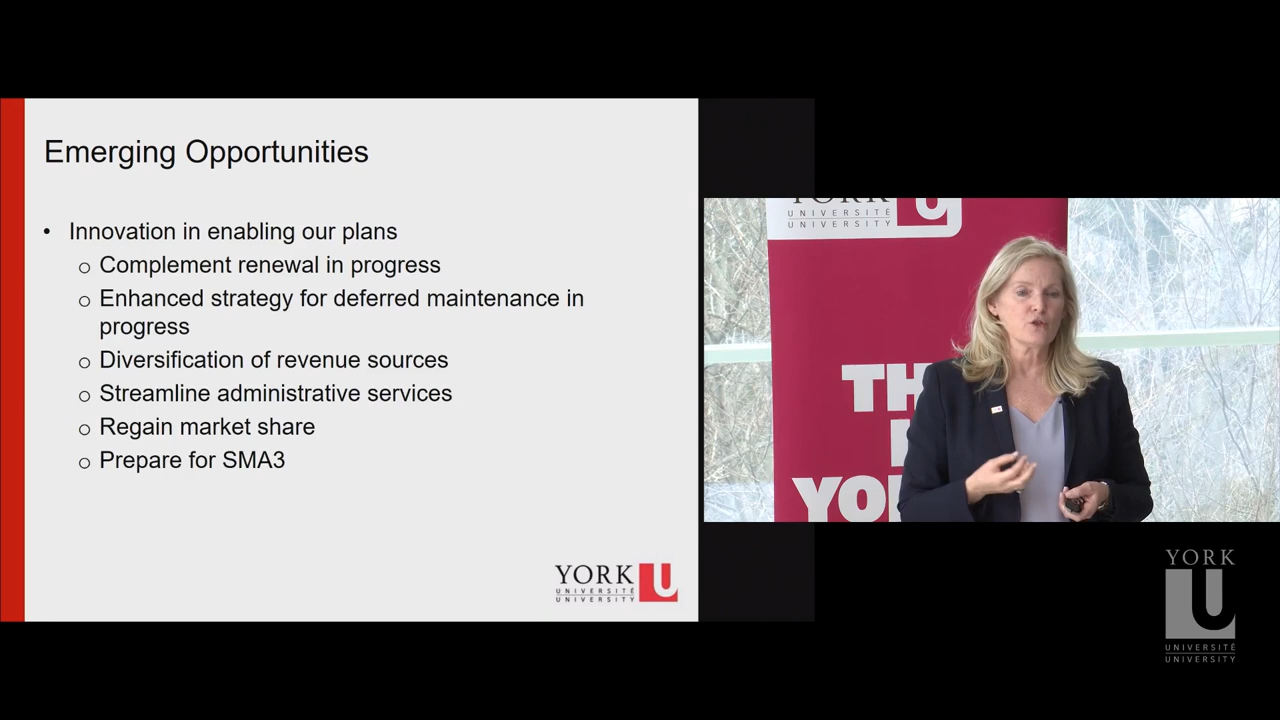 Emerging Opportunities
• Innovation in enabling our plans
o Complement renewal in progress
o Enhanced strategy for deferred maintenance in
progress
o Diversification of revenue sources
o Streamline administrative services
o Regain market share
o Prepare for SMA3
YORK U
UNIVERSITÉ
UNIVERSITY
YORK U
UNIVERSITÉ
UNIVERSITY
TH
YO
YORK
U
UNIVERSITÉ
UNIVERSITY